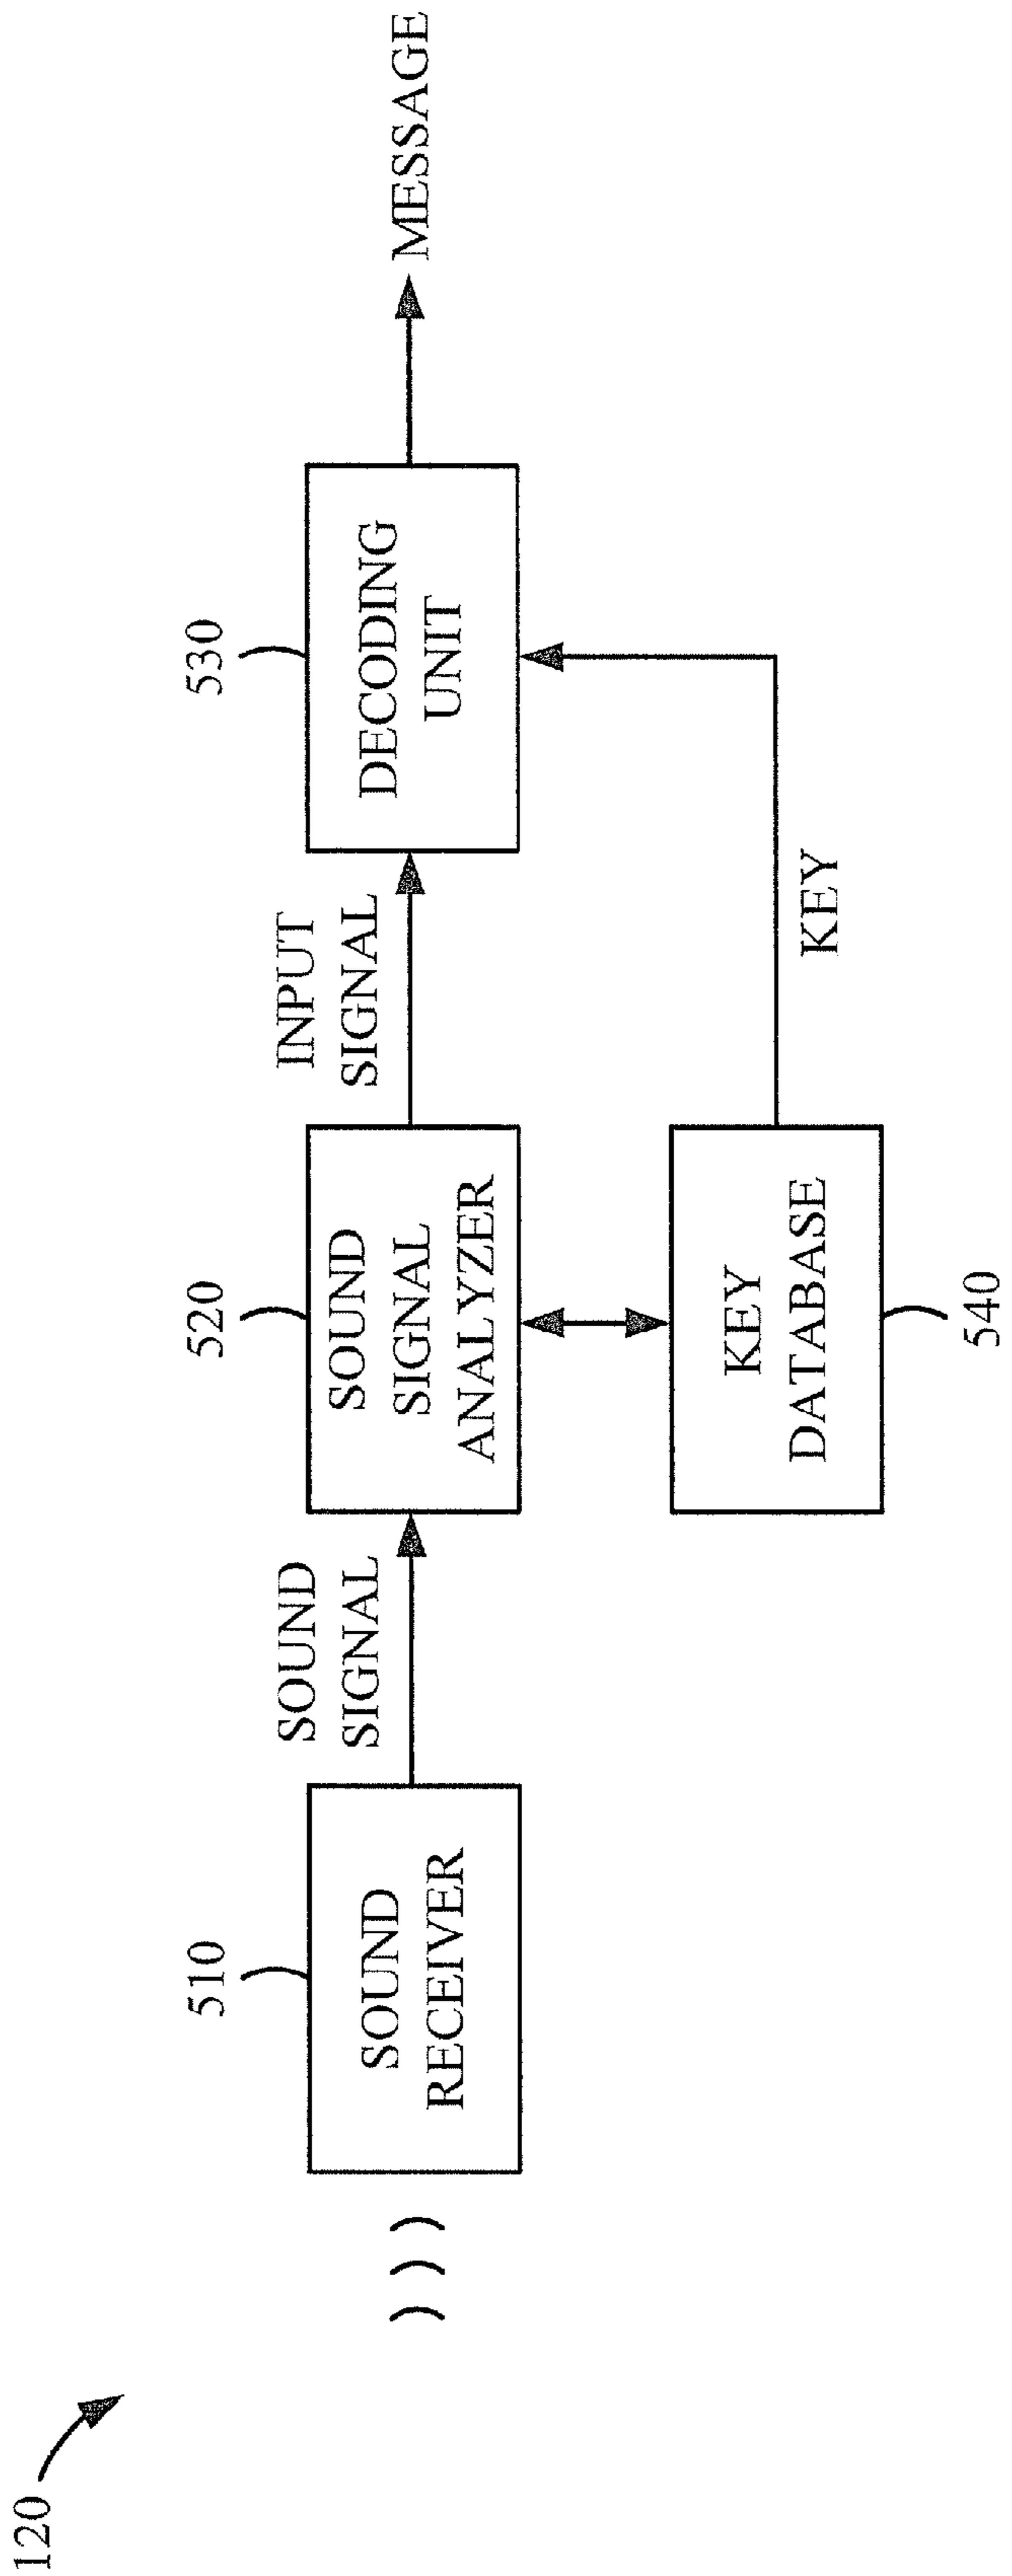 120
510
SOUND
RECEIVER
SOUND
SIGNAL
520
SOUND
SIGNAL
ANALYZER
INPUT
SIGNAL
530
DECODING
UNIT
MESSAGE
KEY
DATABASE
540
KEY